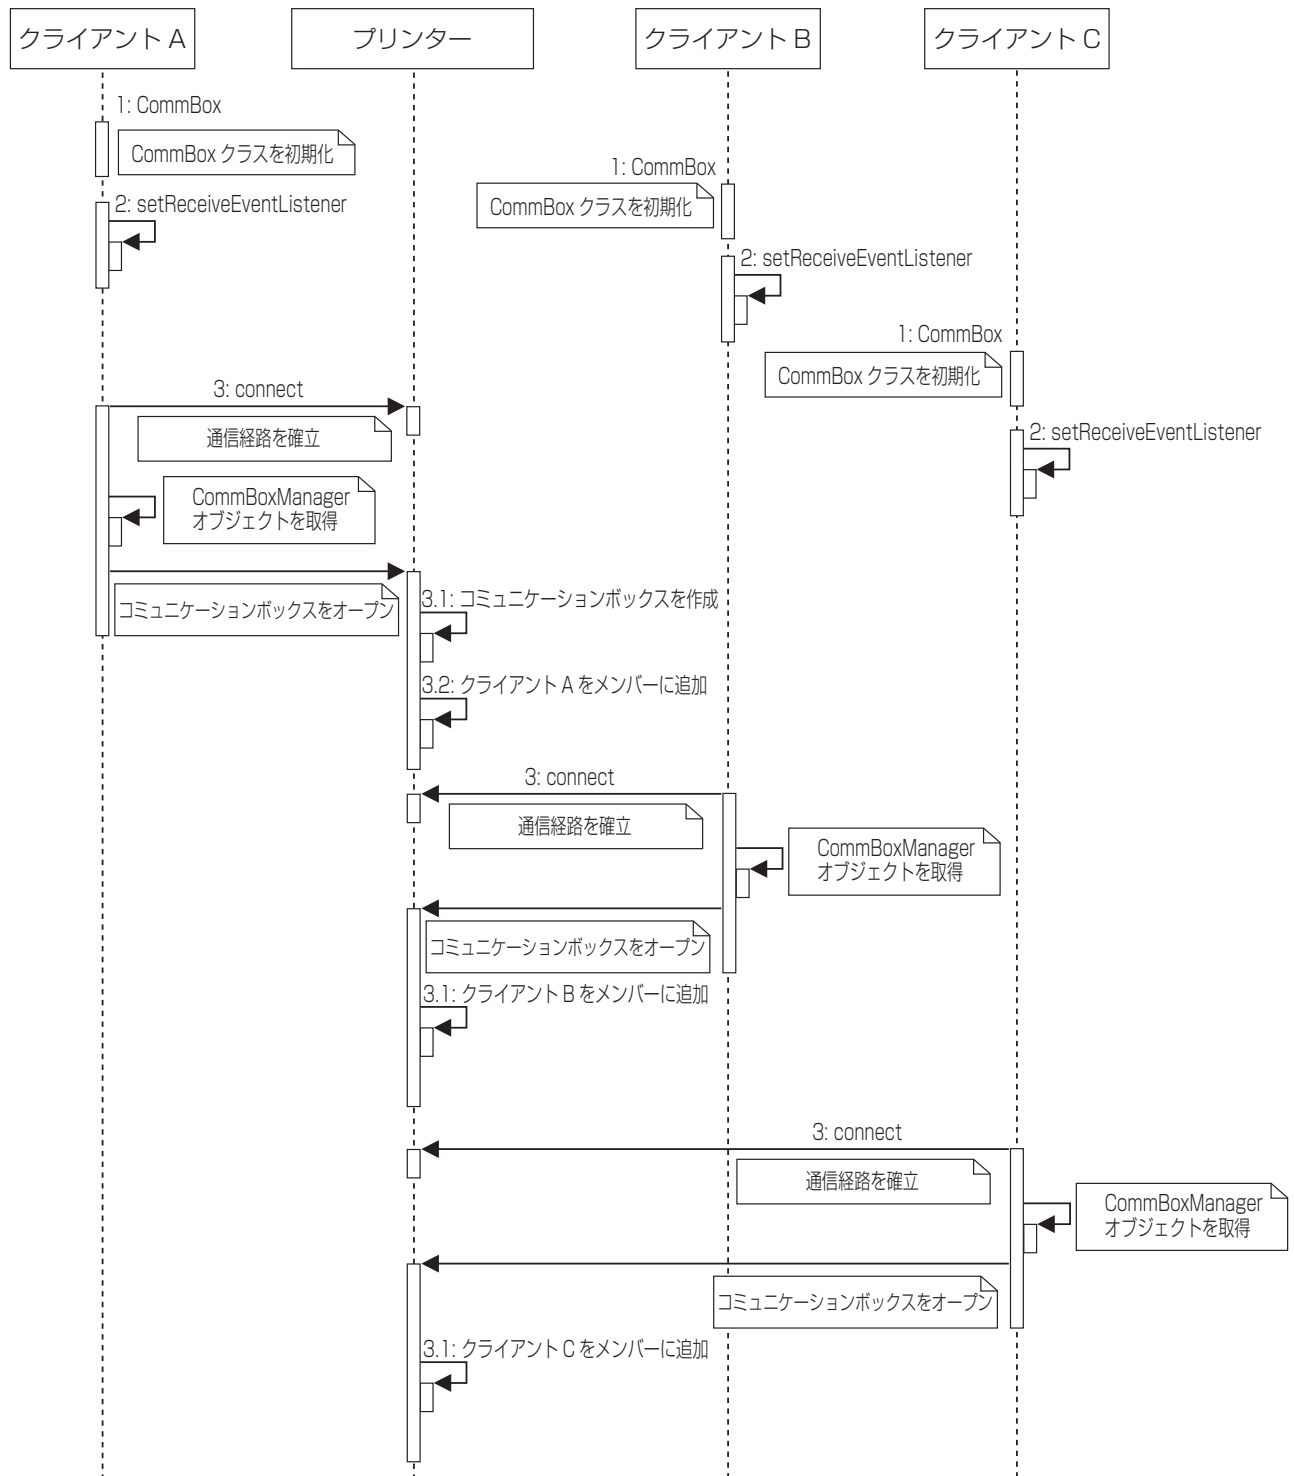 クライアント A
プリンター
クライアント B
クライアント C
1: CommBox
CommBox クラスを初期化
1: CommBox
CommBox クラスを初期化
2: setReceiveEventListener
2: setReceiveEventListener
1: CommBox
CommBox クラスを初期化
3: connect
通信経路を確立
2: setReceiveEventListener
CommBoxManager
オブジェクトを取得
コミュニケーションボックスをオープン
3.1: コミュニケーションボックスを作成
3.2: クライアント A をメンバーに追加
3: connect
通信経路を確立
CommBoxManager
オブジェクトを取得
コミュニケーションボックスをオープン
3.1: クライアント B をメンバーに追加
3: connect
通信経路を確立
CommBoxManager
オブジェクトを取得
コミュニケーションボックスをオープン
3.1: クライアント C をメンバーに追加